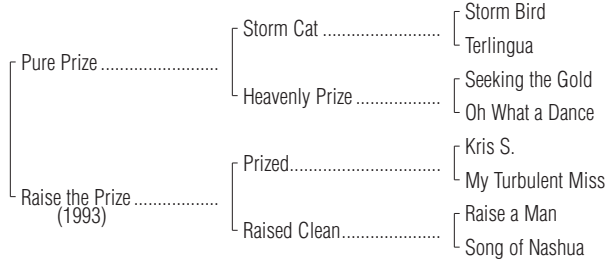 Storm Bird
Storm Cat ..........................
Terlingua
Pure Prize ..........................
Seeking the Gold
Heavenly Prize ...................
Oh What a Dance
Kris S.
Prized..................................
My Turbulent Miss
Raise the Prize ...................
(1993)
Raise a Man
Raised Clean......................
Song of Nashua